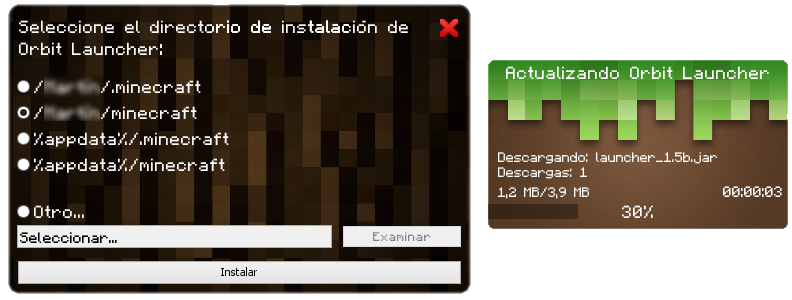 Seleccione el directorio de instalación de
Orbit Launcher:
/ /.minecraft
/ /minecraft
%appdata%/.minecraft
%appdata%/minecraft
Otro...
Seleccionar...
Examinar
Instalar
Actualizando Orbit Launcher
Descargando: launcher_1.5b.jar
Descargas: 1
1,2 MB/3,9 MB
00:00:03
30%